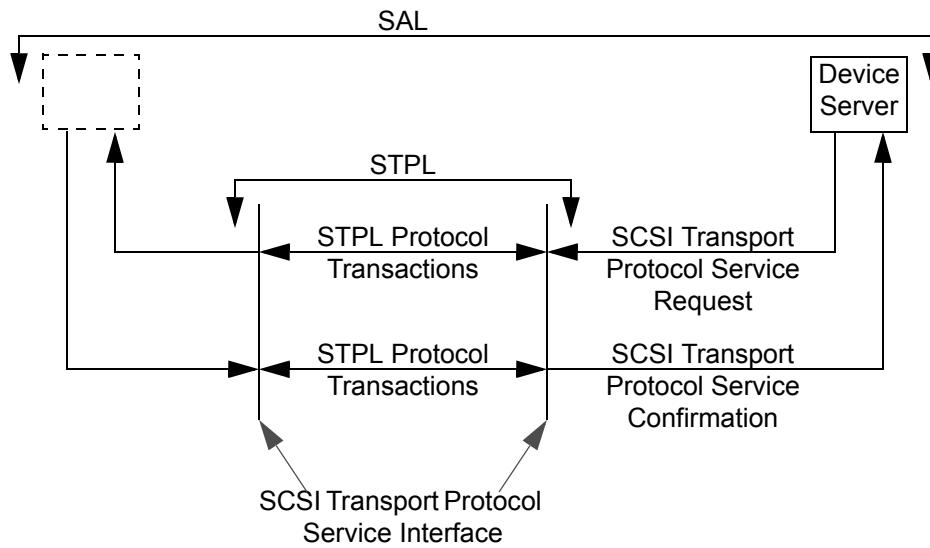 SAL
Device
Server
STPL
STPL Protocol
Transactions
SCSI Transport
Protocol Service
Request
STPL Protocol
Transactions
SCSI Transport
Protocol Service
Confirmation
SCSI Transport Protocol
Service Interface